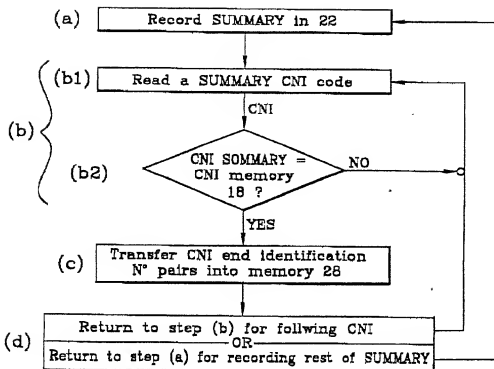 (a)
Record SUMMARY in 22
(b)
(b1)
Read a SUMMARY CNI code
CNI
(b2)
CNI SOMMARY =
CNI memory
18 ?
NO
YES
(c)
Transfer CNI end identification
N° pairs into memory 28
(d)
Return to step (b) for follwing CNI
OR
Return to step (a) for recording rest of SUMMARY